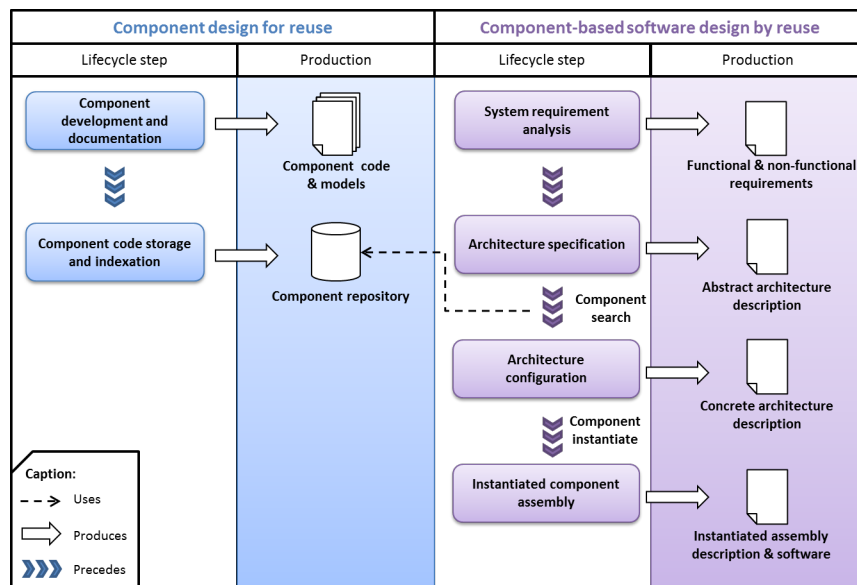 Component design for reuse
Component-based software design by reuse
Lifecycle step
Production
Lifecycle step
Production
Component
development and
documentation
Component code
& models
Component code storage
and indexation
Component repository
System requirement
analysis
Functional & non-functional
requirements
Architecture specification
Abstract architecture
description
Component
search
Architecture
configuration
Concrete architecture
description
Component
instantiate
Instantiated component
assembly
Instantiated assembly
description & software
Caption:
Uses
Produces
Precedes